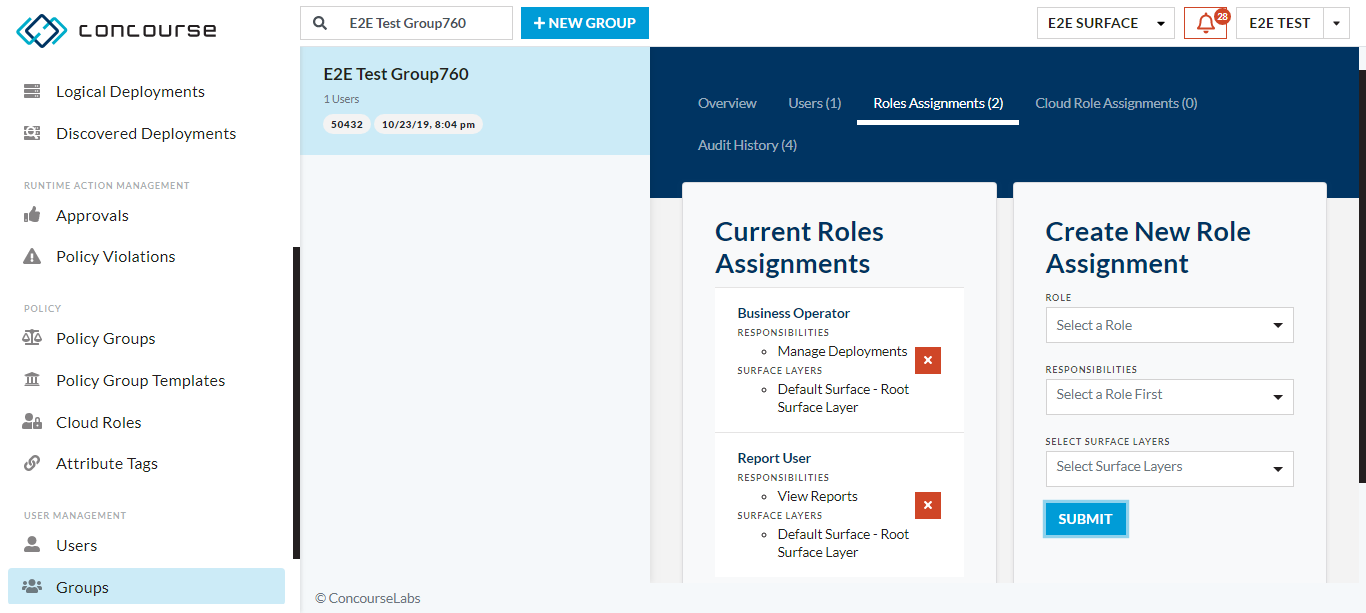 concourse
E2E Test Group760
+ NEW GROUP
E2E SURFACE
28
E2E TEST
Logical Deployments
Discovered Deployments
RUNTIME ACTION MANAGEMENT
Approvals
Policy Violations
POLICY
Policy Groups
Policy Group Templates
Cloud Roles
Attribute Tags
USER MANAGEMENT
Users
Groups
E2E Test Group760
1 Users
50432 10/23/19, 8:04 pm
Overview Users (1) Roles Assignments (2) Cloud Role Assignments (0)
Audit History (4)
Current Roles
Assignments
Business Operator
RESPONSIBILITIES
Manage Deployments
SURFACE LAYERS
Default Surface - Root
Surface Layer
Report User
RESPONSIBILITIES
View Reports
SURFACE LAYERS
Default Surface - Root
Surface Layer
Create New Role
Assignment
ROLE
Select a Role
RESPONSIBILITIES
Select a Role First
SELECT SURFACE LAYERS
Select Surface Layers
SUBMIT
© ConcourseLabs